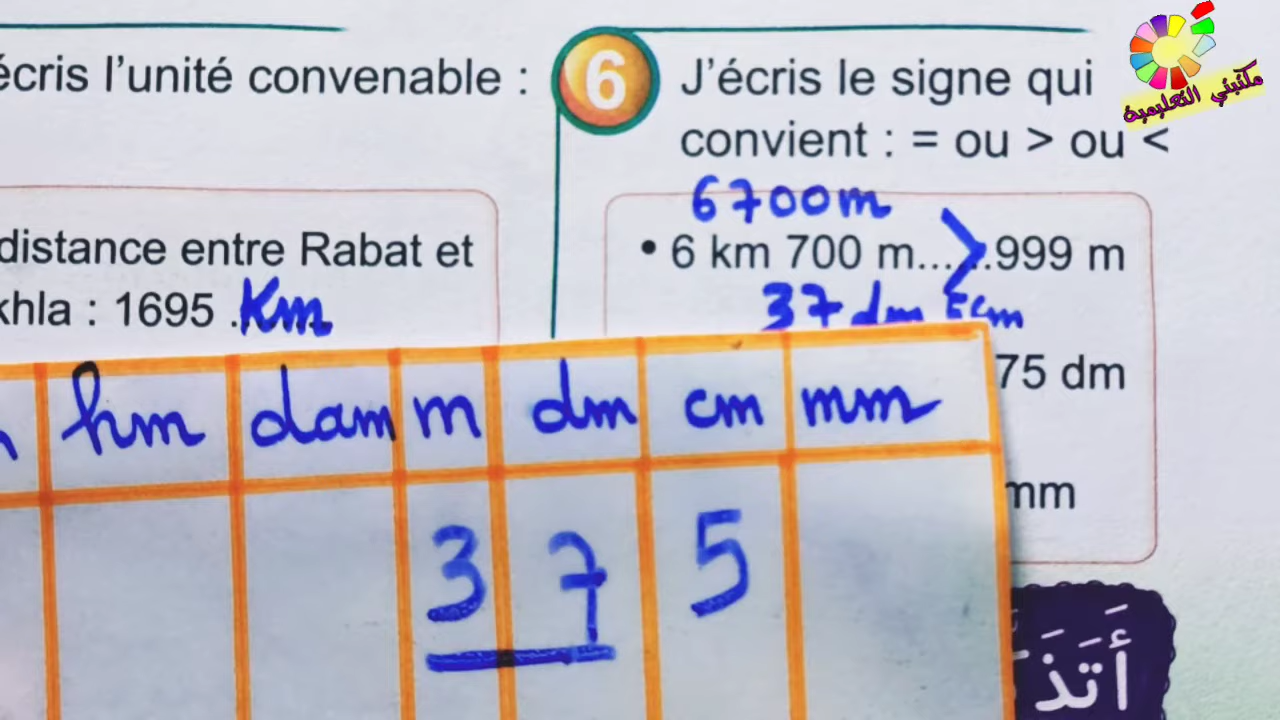 écris l'unité convenable :
distance entre Rabat et
khla : 1695 .Km
6
J'écris le signe qui
convient : = ou > ou <
6700m
• 6 km 700 m...>..999 m
37 dm 5cm
75 dm
mm
hm dam m dm cm mm
3 7 5
أَتَذَ
مكتبتي التعليمية